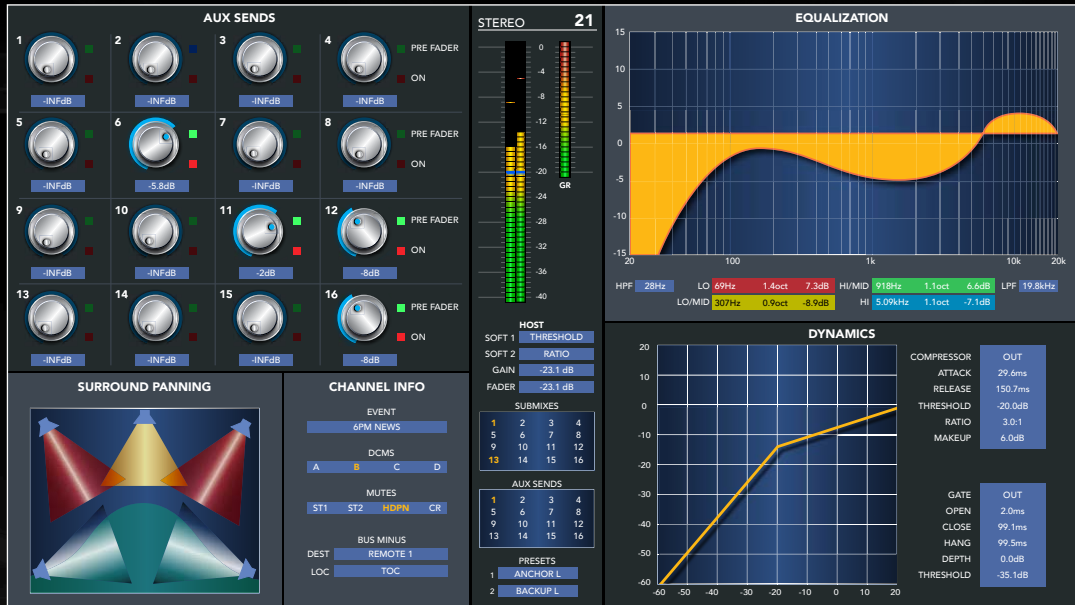 AUX SENDS
1 2 3 4 PRE FADER
ON
-INFdB -INFdB -INFdB -INFdB
5 6 7 8 PRE FADER
ON
-INFdB -5.8dB -INFdB -INFdB
9 10 11 12 PRE FADER
ON
-INFdB -INFdB -2dB -8dB
13 14 15 16 PRE FADER
ON
-INFdB -INFdB -INFdB -8dB
SURROUND PANNING
CHANNEL INFO
EVENT
6PM NEWS
DCMS
A B C D
MUTES
ST1 ST2 HDPN CR
BUS MINUS
DEST REMOTE 1
LOC TOC
STEREO 21
0
-4
-8
-12
-16
-20
-24
-28
-32
-36
-40
GR
HOST
SOFT 1 THRESHOLD
SOFT 2 RATIO
GAIN -23.1 dB
FADER -23.1 dB
SUBMIXES
1 2 3 4
5 6 7 8
9 10 11 12
13 14 15 16
AUX SENDS
1 2 3 4
5 6 7 8
9 10 11 12
13 14 15 16
PRESETS
1 ANCHOR L
2 BACKUP L
EQUALIZATION
15
10
5
0
-5
-10
-15
20 100 1k 10k 20k
HPF 28Hz LO 69Hz 1.4oct 7.3dB HI/MID 918Hz 1.1oct 6.6dB LPF 19.8kHz
LO/MID 307Hz 0.9oct -8.9dB HI 5.09kHz 1.1oct -7.1dB
DYNAMICS
20
10
0
-10
-20
-30
-40
-50
-60
-60 -50 -40 -30 -20 -10 0 10 20
COMPRESSOR OUT
ATTACK 29.6ms
RELEASE 150.7ms
THRESHOLD -20.0dB
RATIO 3.0:1
MAKEUP 6.0dB
GATE OUT
OPEN 2.0ms
CLOSE 99.1ms
HANG 99.5ms
DEPTH 0.0dB
THRESHOLD -35.1dB